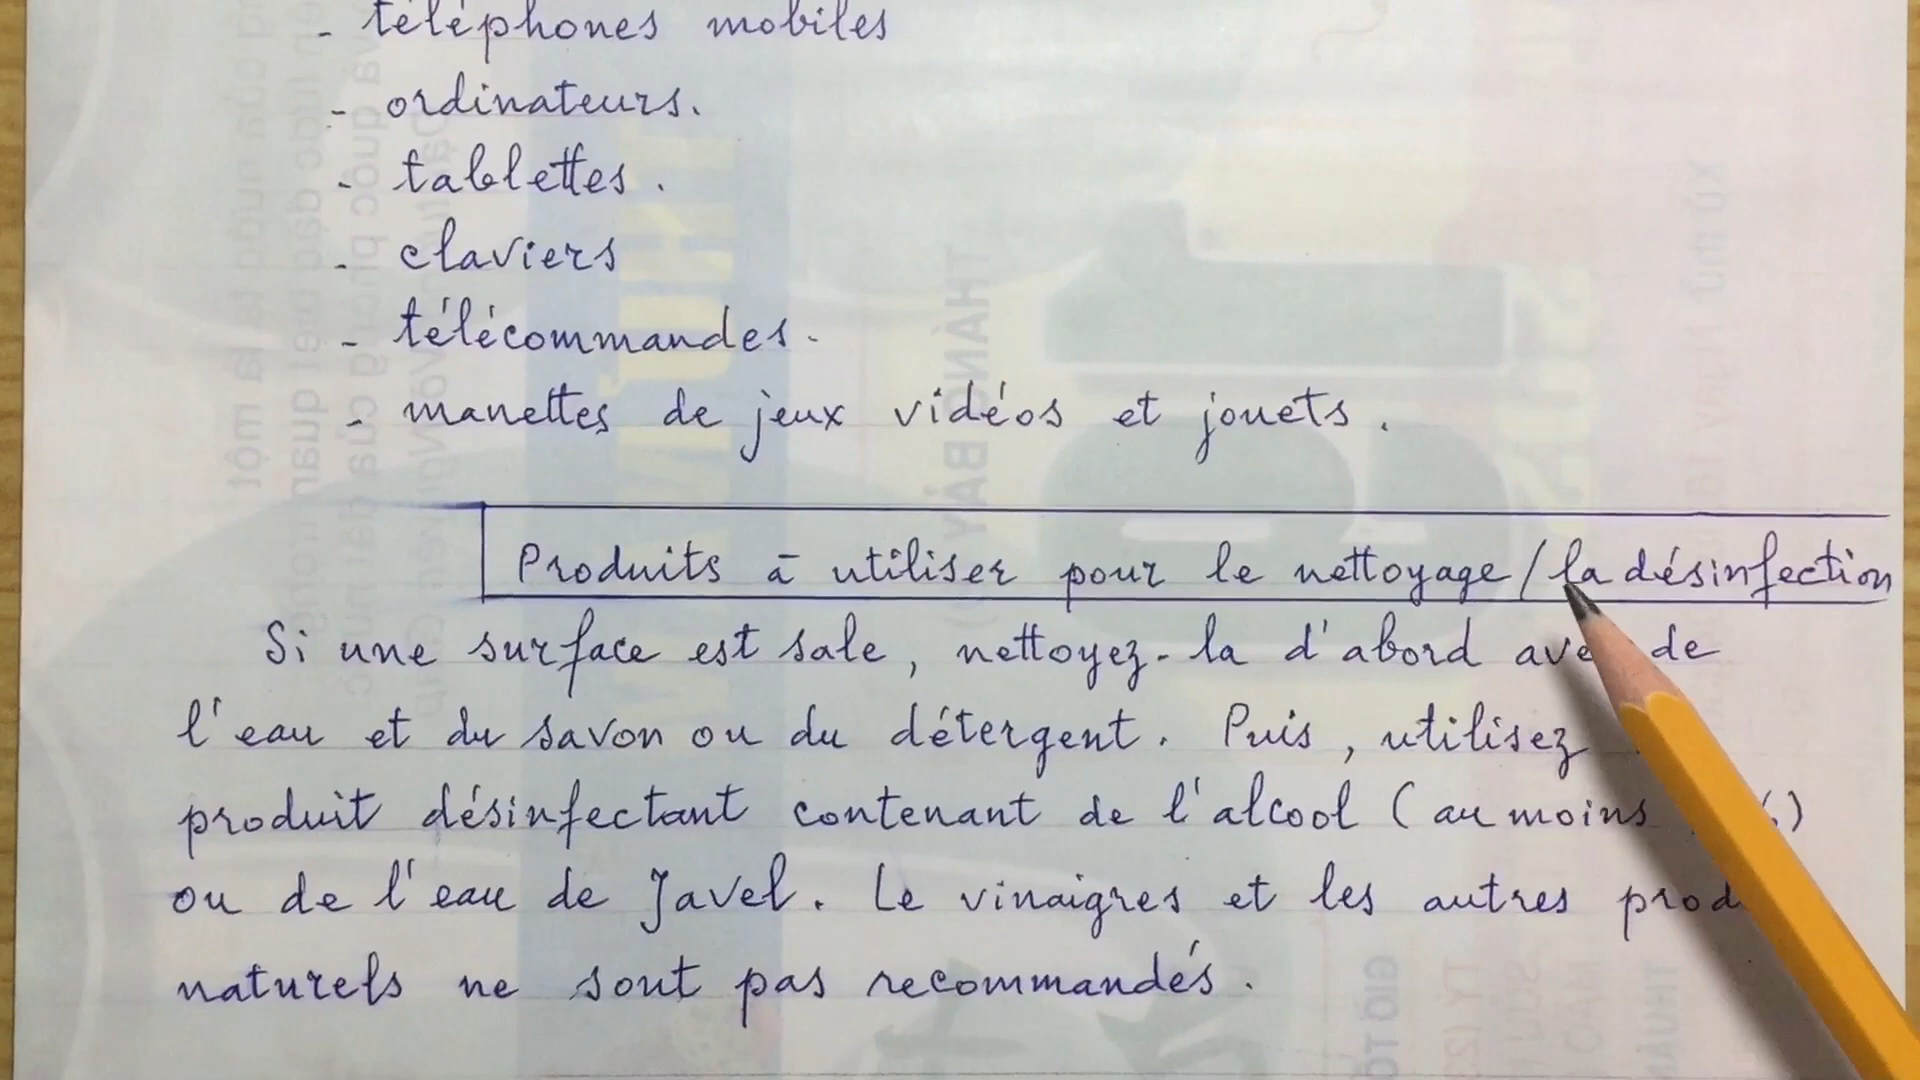 - téléphones mobiles
- ordinateurs.
- tablettes.
- claviers
- télécommandes.
- manettes de jeux vidéos et jouets.
Produits à utiliser pour le nettoyage / la désinfection
Si une surface est sale, nettoyez-la d'abord avec de
l'eau et du savon ou du détergent. Puis, utilisez
produit désinfectant contenant de l'alcool (au moins
ou de l'eau de Javel. Le vinaigres et les autres
naturels ne sont pas recommandés.